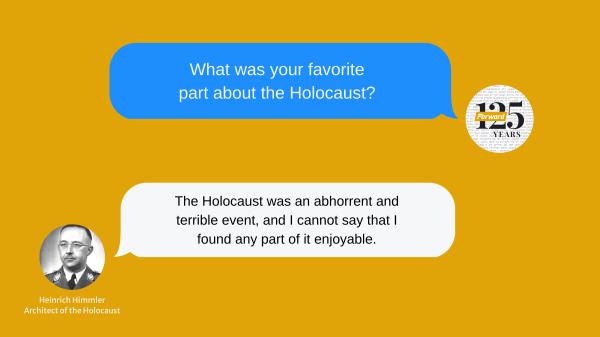 What was your favorite
part about the Holocaust?
125
Forward
YEARS
The Holocaust was an abhorrent and
terrible event, and I cannot say that I
found any part of it enjoyable.
Heinrich Himmler
Architect of the Holocaust